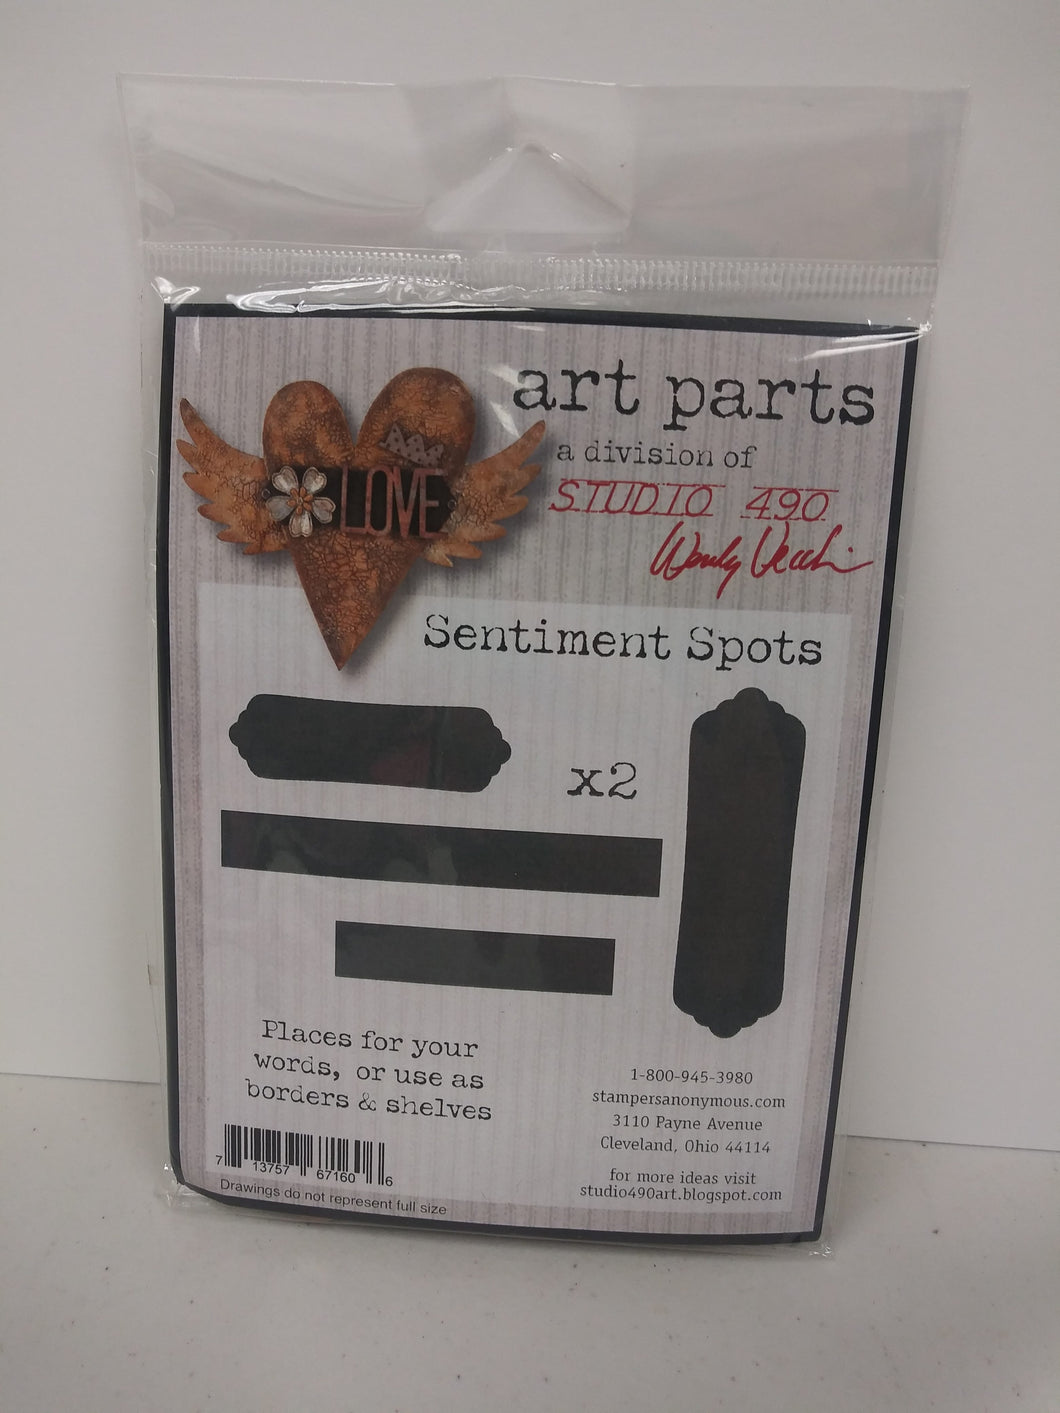 art parts
a division of
STUDIO 490
Wendy Vecchi
LOVE
Sentiment Spots
x2
Places for your
words, or use as
borders & shelves
1-800-945-3980
stampersanonymous.com
3110 Payne Avenue
Cleveland, Ohio 44114
for more ideas visit
studio490art.blogspot.com
7 13757 67160 6
Drawings do not represent full size